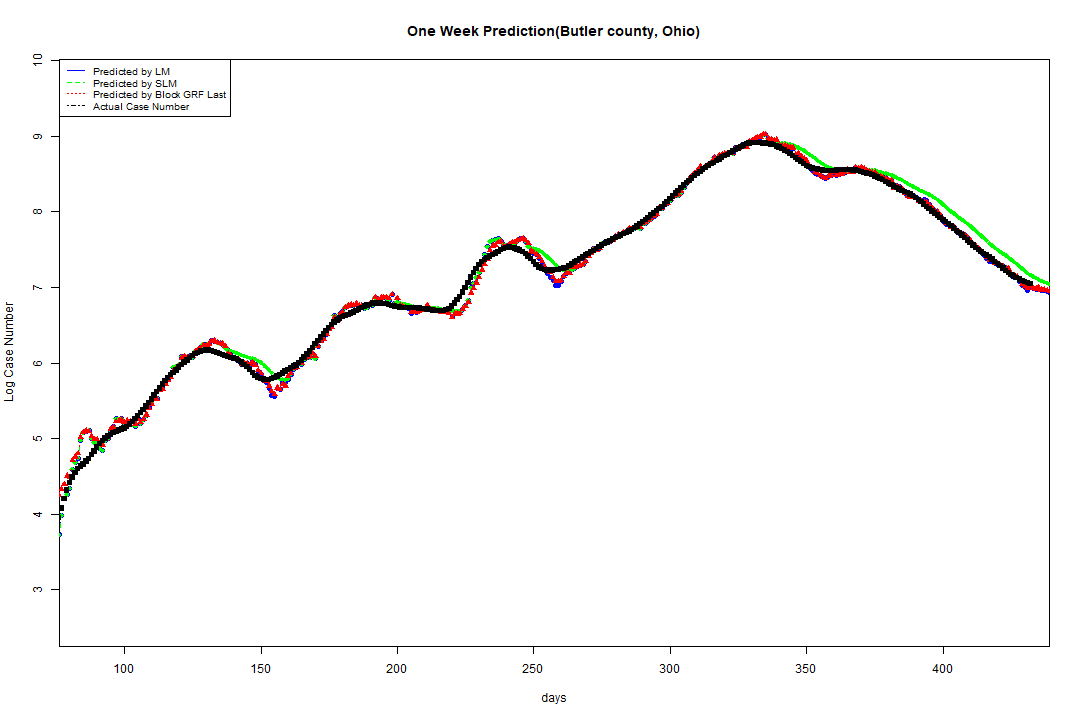 One Week Prediction(Butler county, Ohio)
Predicted by LM
Predicted by SLM
Predicted by Block GRF Last
Actual Case Number
Log Case Number
10
9
8
7
6
5
4
3
100 150 200 250 300 350 400
days